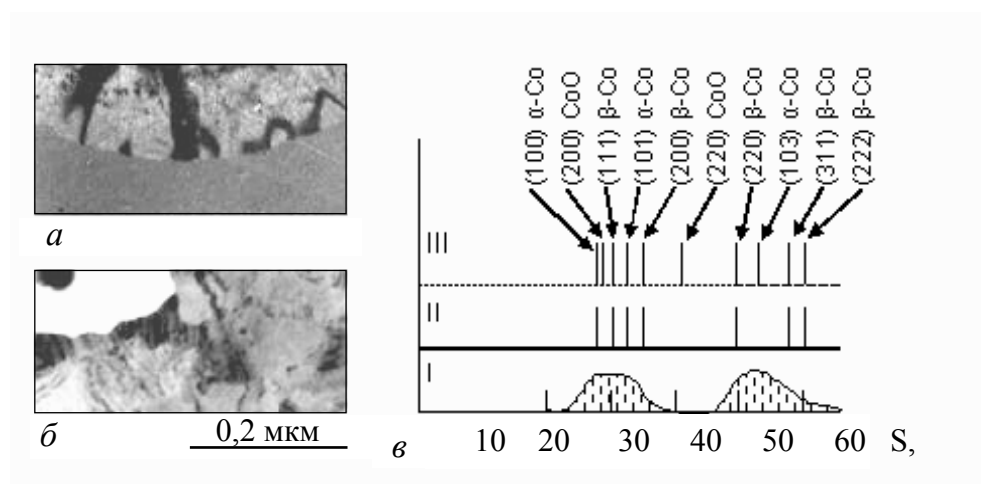 а
б
0,2 мкм
(100) α-Co
(200) CoO
(111) β-Co
(101) α-Co
(200) β-Co
(220) CoO
(220) β-Co
(103) α-Co
(311) β-Co
(222) β-Co
III
II
I
в 10 20 30 40 50 60 S,